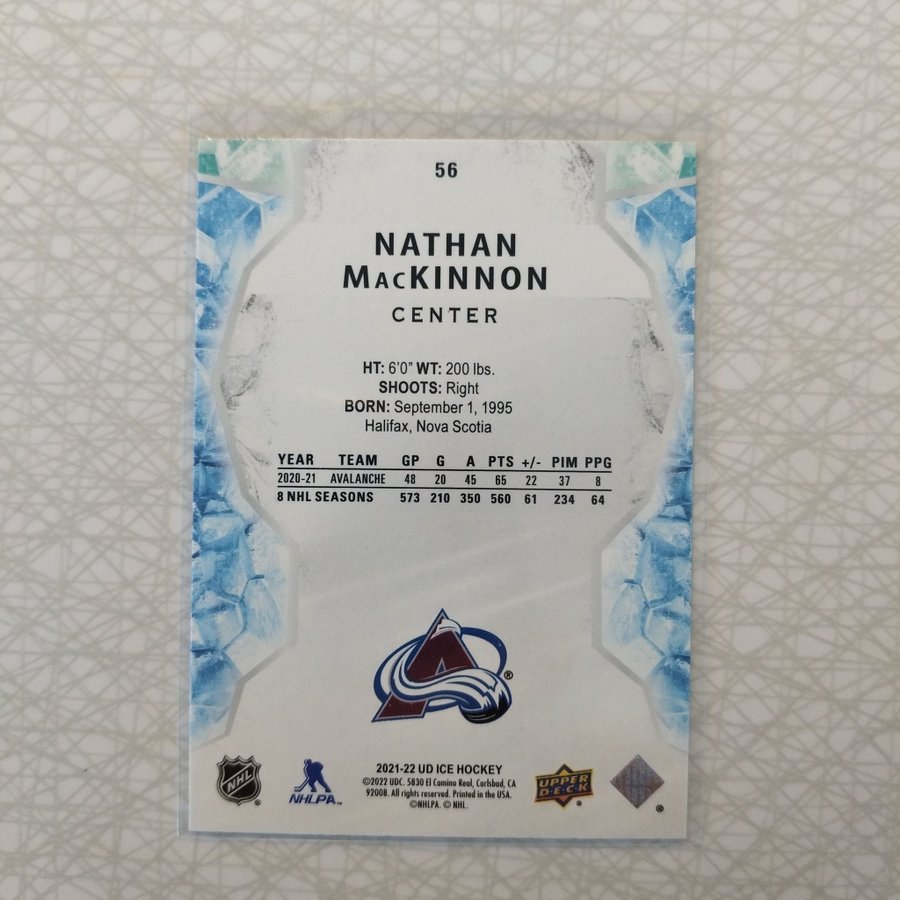 56
NATHAN
MACKINNON
CENTER
HT: 6'0" WT: 200 lbs.
SHOOTS: Right
BORN: September 1, 1995
Halifax, Nova Scotia
YEAR TEAM GP G A PTS +/- PIM PPG
2020-21 AVALANCHE 48 20 45 65 22 37 8
8 NHL SEASONS 573 210 350 560 61 234 64
A ®
NHL ®
NHLPA™
2021-22 UD ICE HOCKEY
©2022 UDC. 5830 El Camino Real, Carlsbad, CA
92008. All rights reserved. Printed in the USA.
©NHLPA. © NHL.
UPPER
DECK ®
®